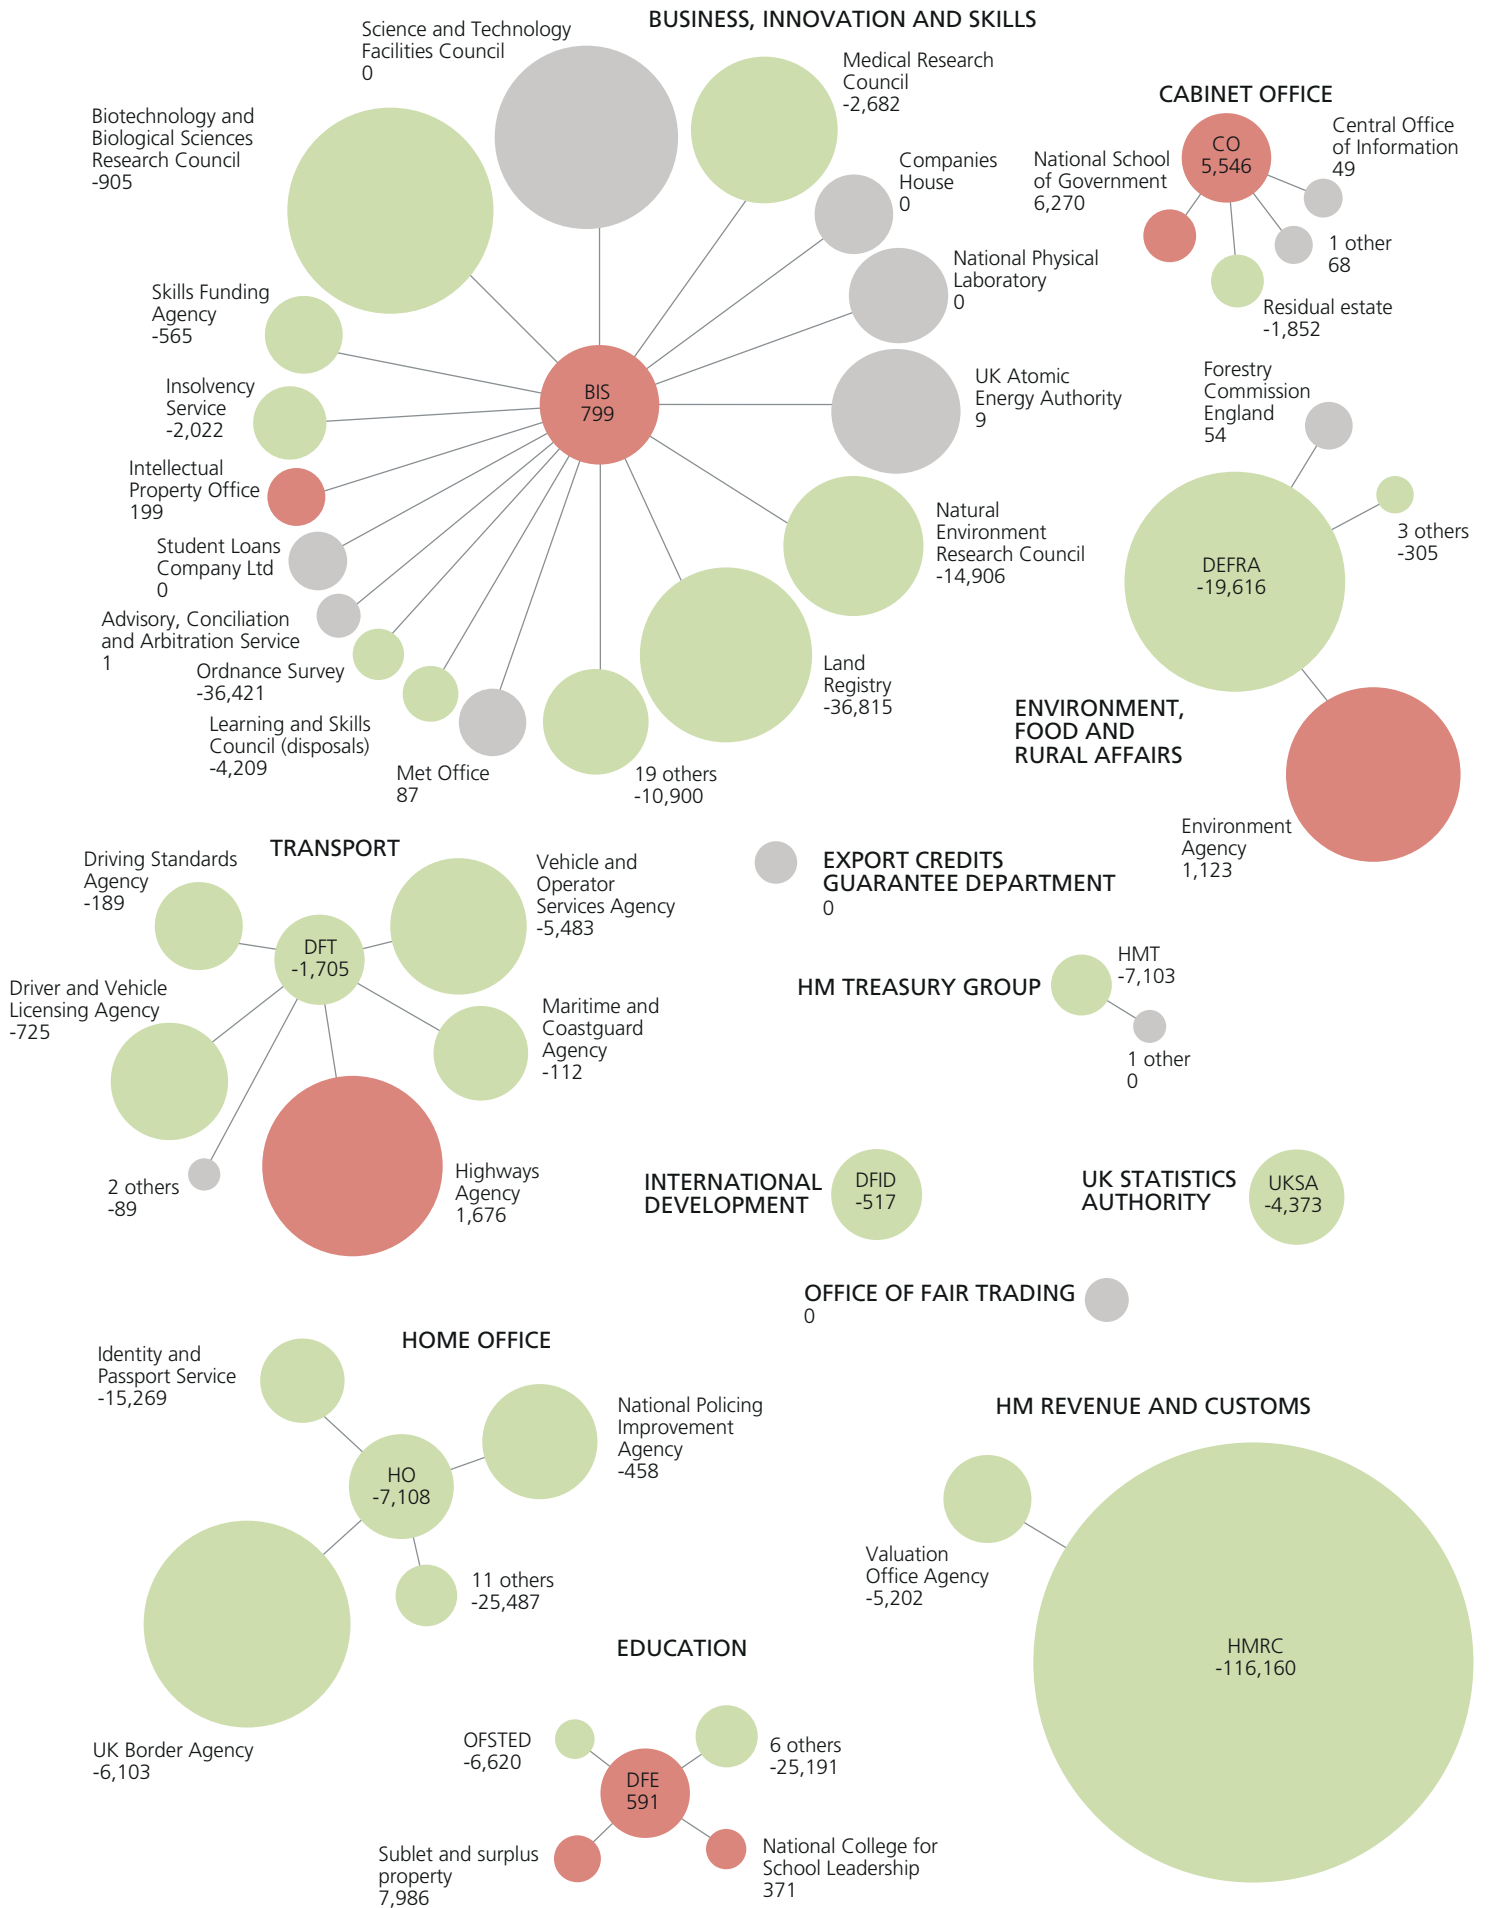 BUSINESS, INNOVATION AND SKILLS
Science and Technology
Facilities Council
0
Medical Research
Council
-2,682
Biotechnology and
Biological Sciences
Research Council
-905
Companies
House
0
National Physical
Laboratory
0
Skills Funding
Agency
-565
UK Atomic
Energy Authority
9
BIS
799
Insolvency
Service
-2,022
Intellectual
Property Office
199
Natural
Environment
Research Council
-14,906
Student Loans
Company Ltd
0
Advisory, Conciliation
and Arbitration Service
1
Ordnance Survey
-36,421
Land
Registry
-36,815
Learning and Skills
Council (disposals)
-4,209
Met Office
87
19 others
-10,900
CABINET OFFICE
CO
5,546
Central Office
of Information
49
National School
of Government
6,270
1 other
68
Residual estate
-1,852
Forestry
Commission
England
54
3 others
-305
DEFRA
-19,616
ENVIRONMENT,
FOOD AND
RURAL AFFAIRS
Environment
Agency
1,123
TRANSPORT
Driving Standards
Agency
-189
Vehicle and
Operator
Services Agency
-5,483
DFT
-1,705
Driver and Vehicle
Licensing Agency
-725
Maritime and
Coastguard
Agency
-112
2 others
-89
Highways
Agency
1,676
EXPORT CREDITS
GUARANTEE DEPARTMENT
0
HM TREASURY GROUP
HMT
-7,103
1 other
0
INTERNATIONAL
DEVELOPMENT
DFID
-517
UK STATISTICS
AUTHORITY
UKSA
-4,373
OFFICE OF FAIR TRADING
0
HOME OFFICE
Identity and
Passport Service
-15,269
National Policing
Improvement
Agency
-458
HO
-7,108
11 others
-25,487
UK Border Agency
-6,103
HM REVENUE AND CUSTOMS
Valuation
Office Agency
-5,202
HMRC
-116,160
EDUCATION
OFSTED
-6,620
6 others
-25,191
DFE
591
Sublet and surplus
property
7,986
National College for
School Leadership
371